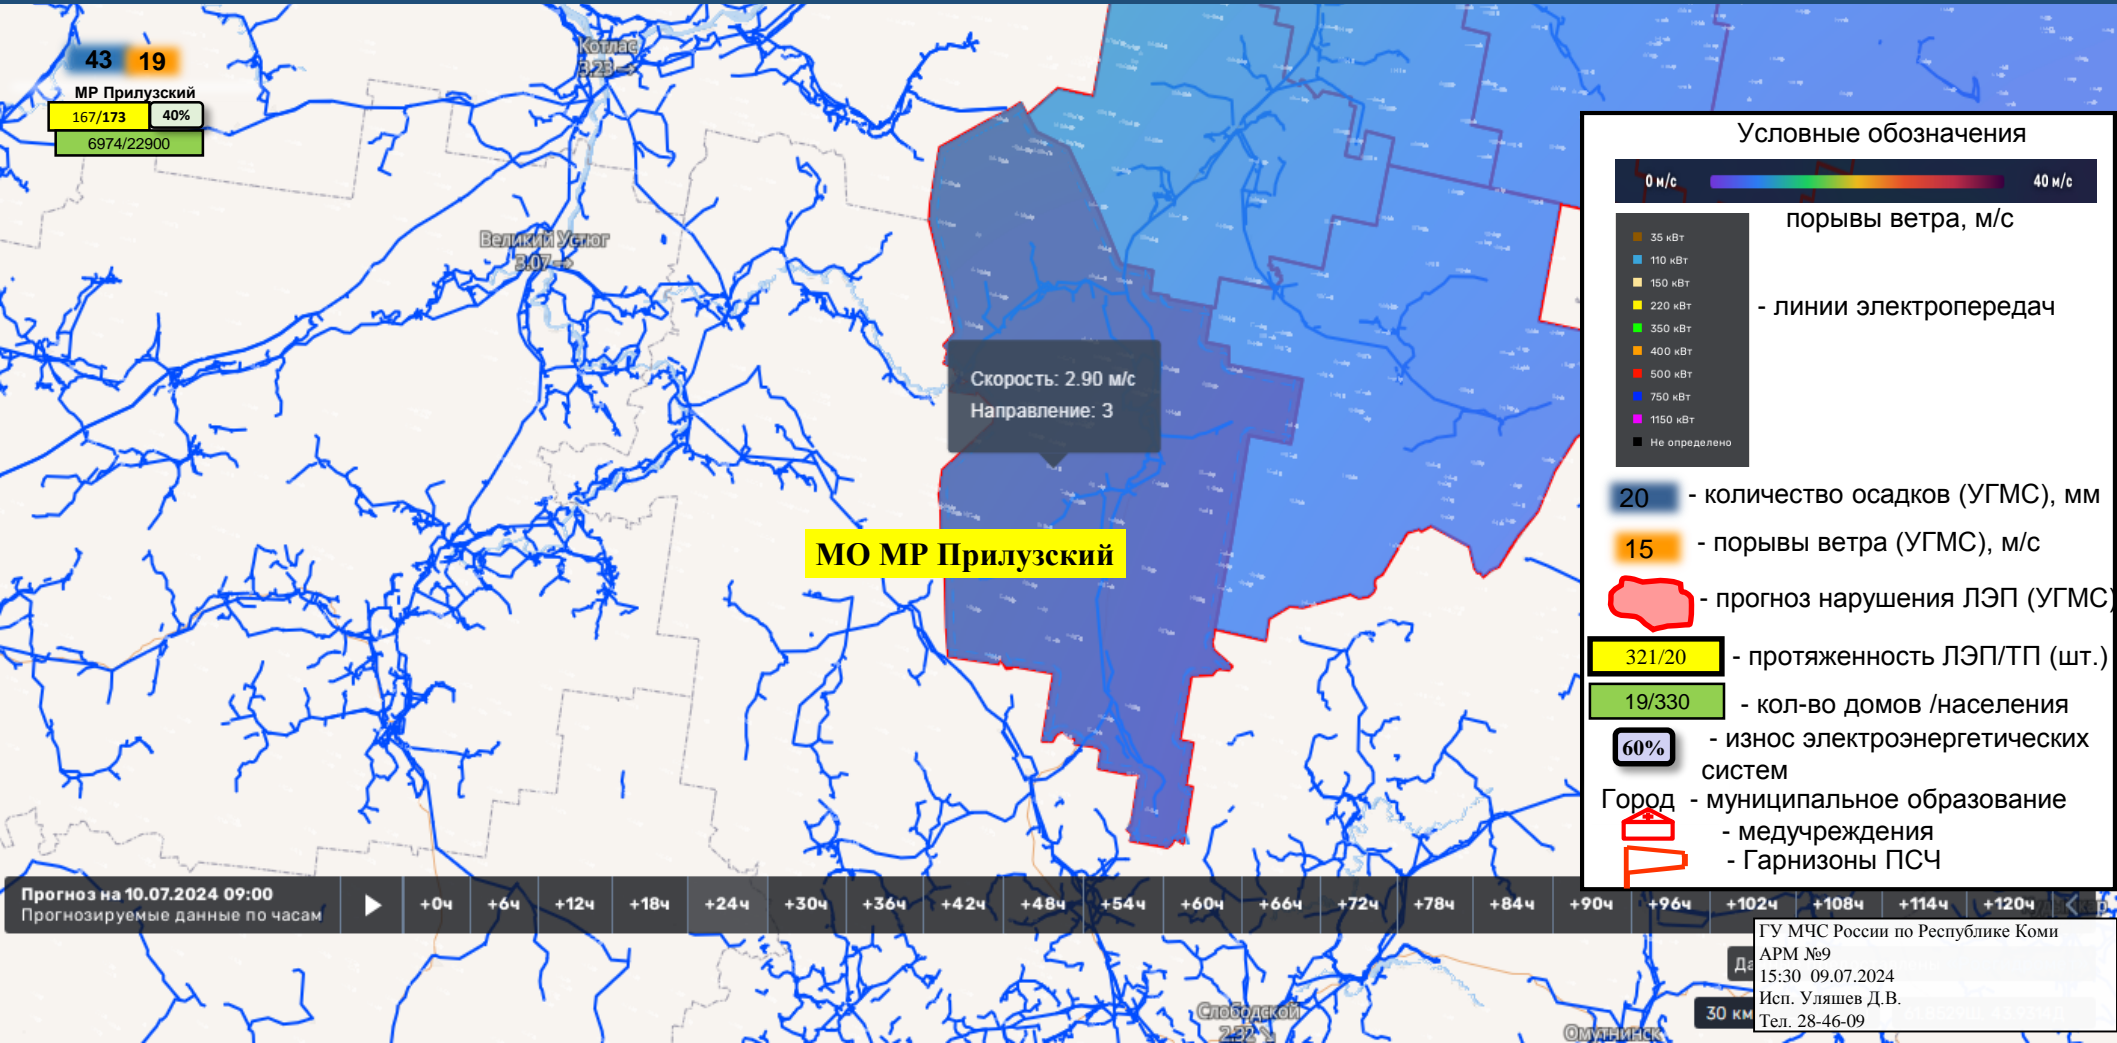 43 19
МР Прилузский
167/173 40%
6974/22900
Котлас
3.23 →
Великий Устюг
3.07 →
Скорость: 2.90 м/с
Направление: З
МО МР Прилузский
Условные обозначения
0 м/с 40 м/с
порывы ветра, м/с
35 кВт
110 кВт
150 кВт
220 кВт
350 кВт
400 кВт
500 кВт
750 кВт
1150 кВт
Не определено
- линии электропередач
20 - количество осадков (УГМС), мм
15 - порывы ветра (УГМС), м/с
- прогноз нарушения ЛЭП (УГМС)
321/20 - протяженность ЛЭП/ТП (шт.)
19/330 - кол-во домов /населения
60% - износ электроэнергетических
систем
Город - муниципальное образование
- медучреждения
- Гарнизоны ПСЧ
Прогноз на 10.07.2024 09:00
Прогнозируемые данные по часам
+0ч +6ч +12ч +18ч +24ч +30ч +36ч +42ч +48ч +54ч +60ч +66ч +72ч +78ч +84ч +90ч +96ч +102ч +108ч +114ч +120ч
ГУ МЧС России по Республике Коми
АРМ №9
15:30 09.07.2024
Исп. Уляшев Д.В.
Тел. 28-46-09
30 км
Слободской
2.32 ↘
Омутнинск